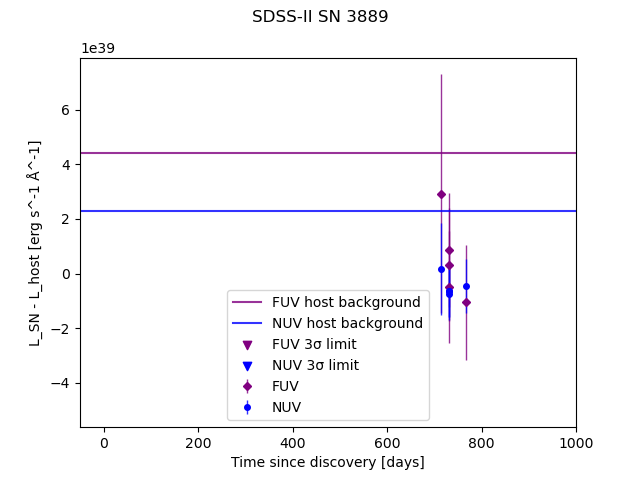 SDSS-II SN 3889
1e39
L_SN - L_host [erg s^-1 Å^-1]
6
4
2
0
−2
−4
FUV host background
NUV host background
FUV 3σ limit
NUV 3σ limit
FUV
NUV
0 200 400 600 800 1000
Time since discovery [days]